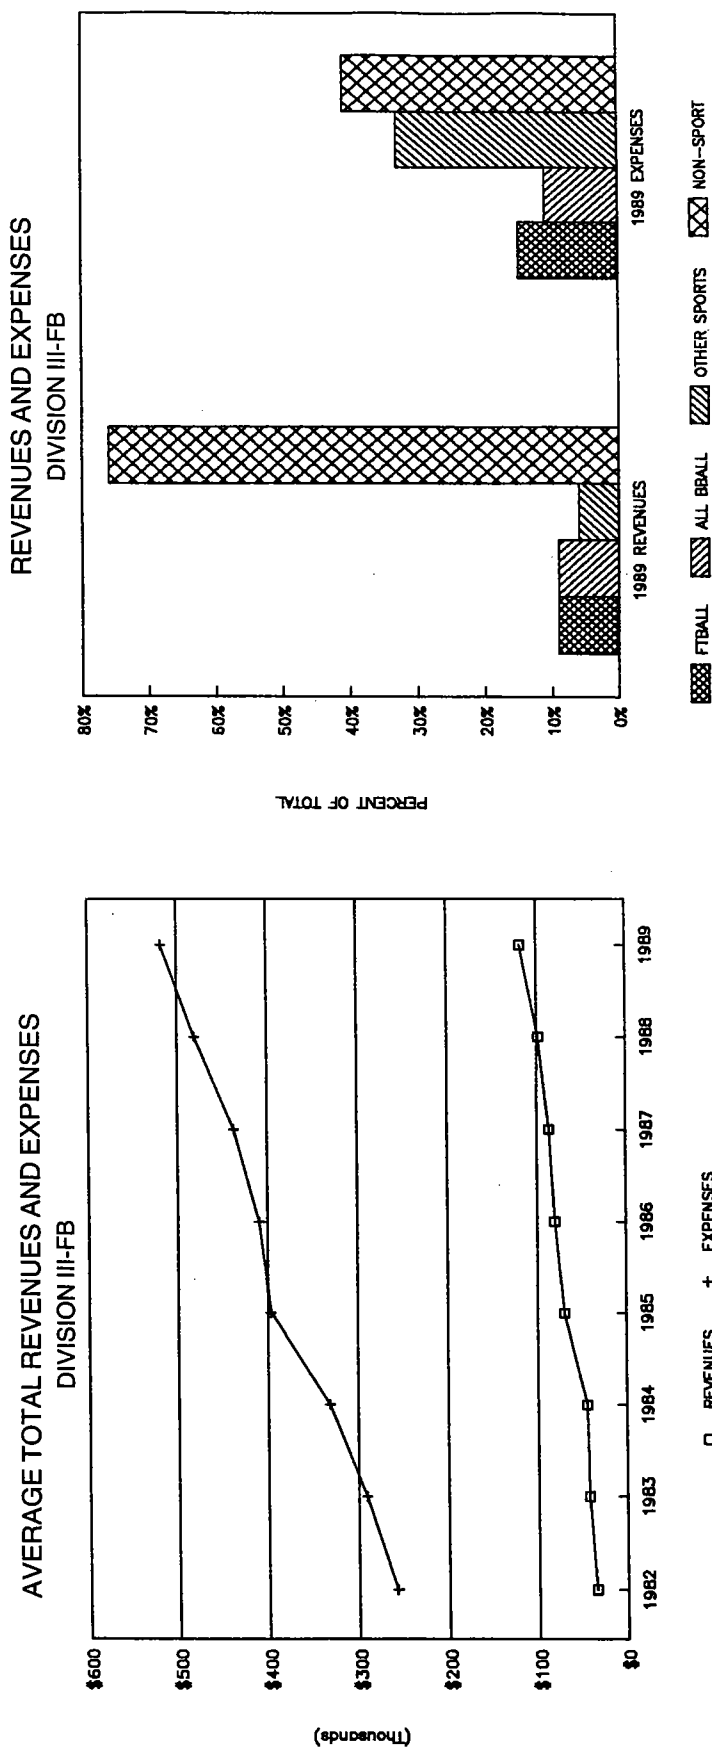 AVERAGE TOTAL REVENUES AND EXPENSES
DIVISION III-FB
(Thousands)
$600
$500
$400
$300
$200
$100
$0
1982 1983 1984 1985 1986 1987 1988 1989
REVENUES + EXPENSES
REVENUES AND EXPENSES
DIVISION III-FB
PERCENT OF TOTAL
80%
70%
60%
50%
40%
30%
20%
10%
0%
1989 REVENUES 1989 EXPENSES
FTBALL ALL BBALL OTHER SPORTS NON-SPORT